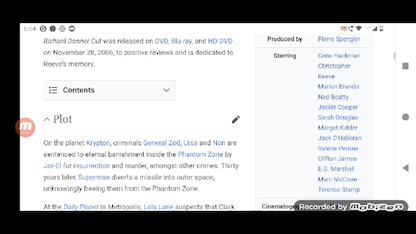 6:54
Richard Donner Cut was released on DVD, Blu-ray, and HD DVD
on November 28, 2006, to positive reviews and is dedicated to
Reeve's memory.
Contents
Plot
On the planet Krypton, criminals General Zod, Ursa and Non are
sentenced to eternal banishment inside the Phantom Zone by
Jor-El for insurrection and murder, amongst other crimes. Thirty
years later, Superman diverts a missile into outer space,
unknowingly freeing them from the Phantom Zone.
At the Daily Planet in Metropolis, Lois Lane suspects that Clark
Produced by Pierre Spengler
Starring Gene Hackman
Christopher
Reeve
Marlon Brando
Ned Beatty
Jackie Cooper
Sarah Douglas
Margot Kidder
Jack O'Halloran
Valerie Perrine
Clifton James
E.G. Marshall
Marc McClure
Terence Stamp
Cinematog
Recorded by Mobizen